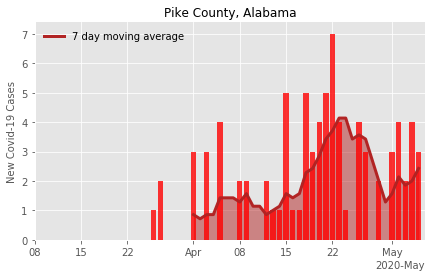 Pike County, Alabama
7 day moving average
New Covid-19 Cases
7
6
5
4
3
2
1
0
08 15 22 Apr 08 15 22 May
2020-May